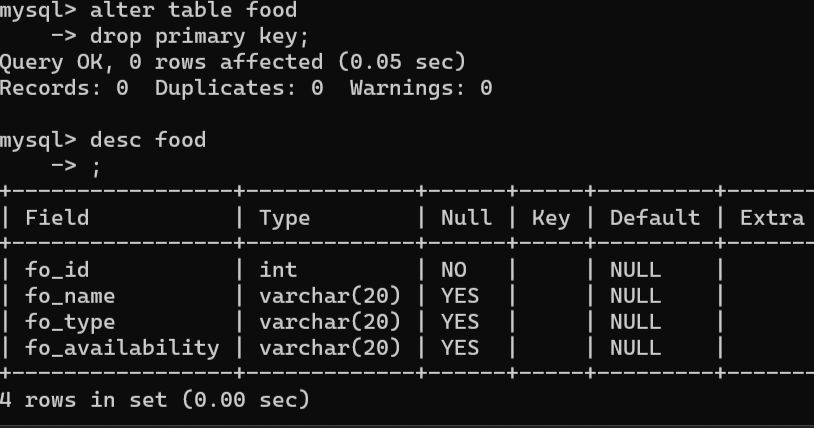 mysql> alter table food
    -> drop primary key;
Query OK, 0 rows affected (0.05 sec)
Records: 0  Duplicates: 0  Warnings: 0

mysql> desc food
    -> ;
+-----------------+-------------+------+-----+---------+-------
| Field           | Type        | Null | Key | Default | Extra
+-----------------+-------------+------+-----+---------+-------
| fo_id           | int         | NO   |     | NULL    |
| fo_name         | varchar(20) | YES  |     | NULL    |
| fo_type         | varchar(20) | YES  |     | NULL    |
| fo_availability | varchar(20) | YES  |     | NULL    |
+-----------------+-------------+------+-----+---------+-------
4 rows in set (0.00 sec)